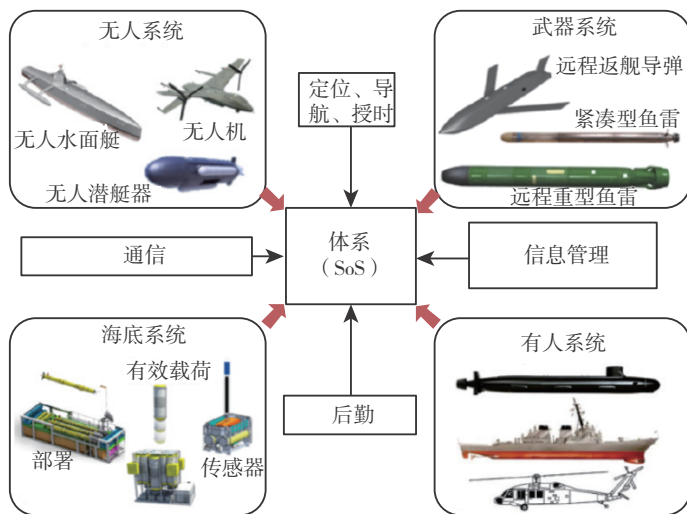 无人系统
无人水面艇
无人机
无人潜艇器
定位、导
航、授时
武器系统
远程返舰导弹
紧凑型鱼雷
远程重型鱼雷
通信
体系
（SoS）
信息管理
海底系统
有效载荷
部署
传感器
后勤
有人系统